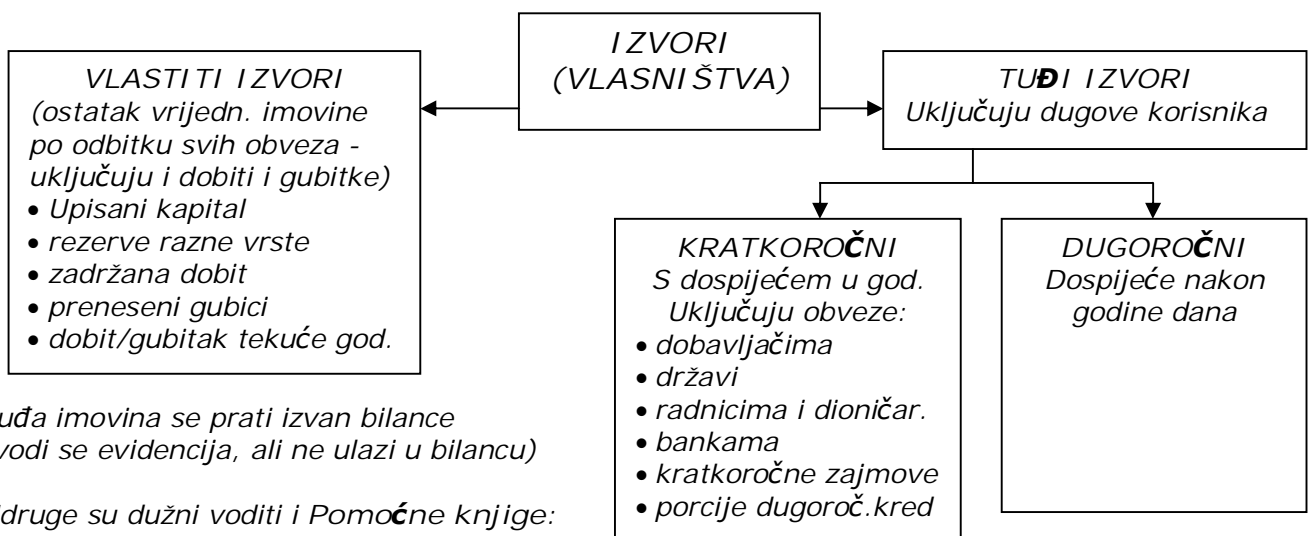 IZVORI
(VLASNIŠTVA)
VLASTITI IZVORI
(ostatak vrijedn. imovine
po odbitku svih obveza -
uključuju i dobiti i gubitke)
• Upisani kapital
• rezerve razne vrste
• zadržana dobit
• preneseni gubici
• dobit/gubitak tekuće god.
TUĐI IZVORI
Uključuju dugove korisnika
KRATKOROČNI
S dospijećem u god.
Uključuju obveze:
• dobavljačima
• državi
• radnicima i dioničar.
• bankama
• kratkoročne zajmove
• porcije dugoroč.kred
DUGOROČNI
Dospijeće nakon
godine dana
uđa imovina se prati izvan bilance
vodi se evidencija, ali ne ulazi u bilancu)
druge su dužni voditi i Pomoćne knjige: